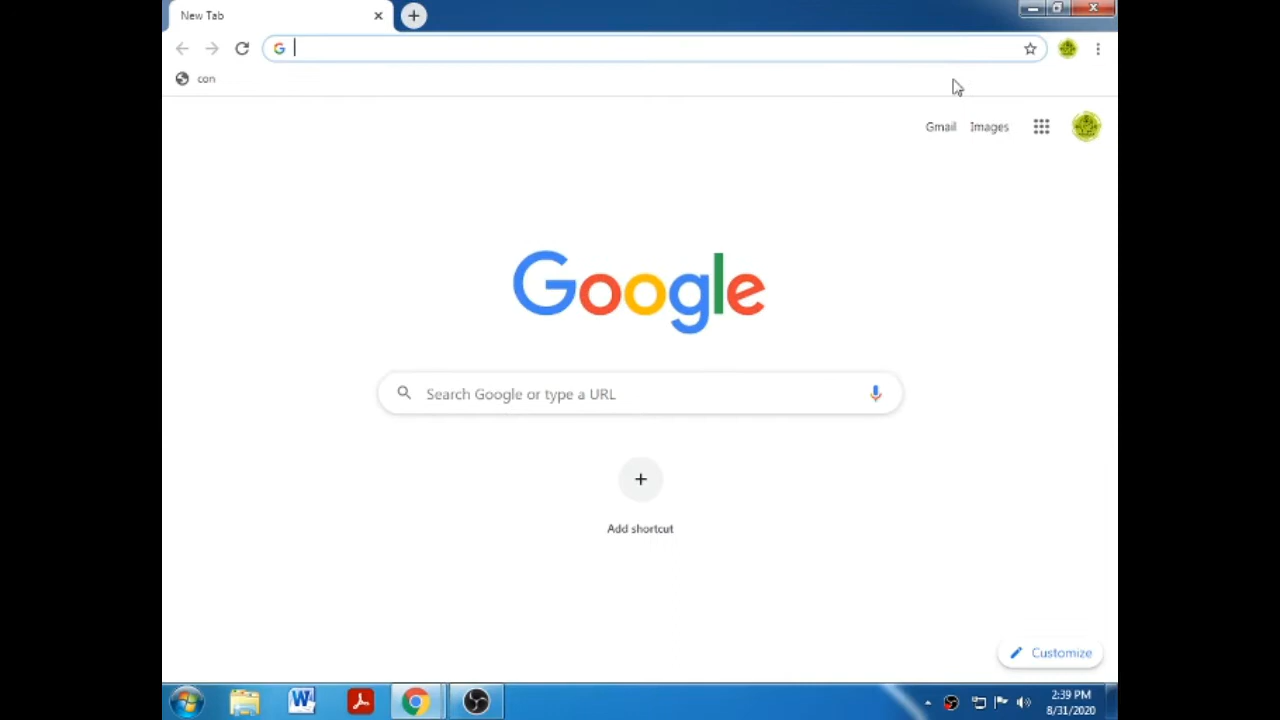 New Tab
con
Gmail Images
Google
Search Google or type a URL
Add shortcut
Customize
2:39 PM
8/31/2020